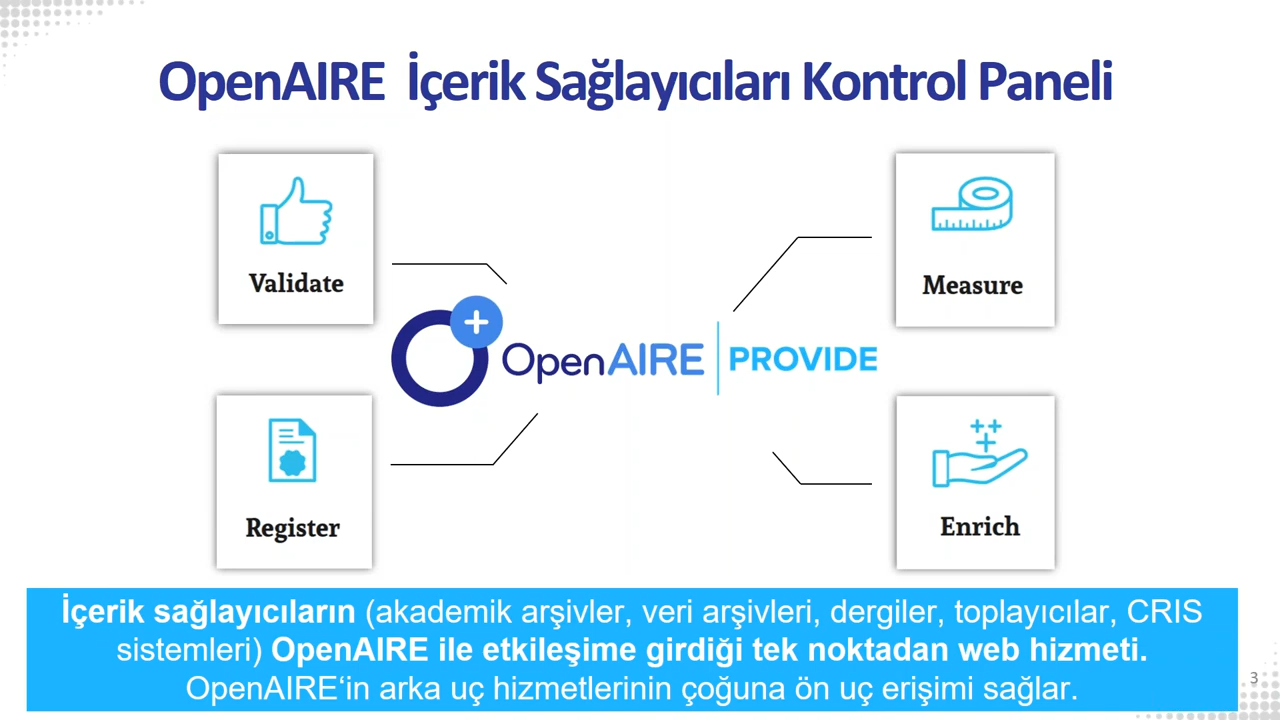 OpenAIRE İçerik Sağlayıcıları Kontrol Paneli
Validate
Measure
OpenAIRE | PROVIDE
Register
Enrich
İçerik sağlayıcıların (akademik arşivler, veri arşivleri, dergiler, toplayıcılar, CRIS
sistemleri) OpenAIRE ile etkileşime girdiği tek noktadan web hizmeti.
OpenAIRE‘in arka uç hizmetlerinin çoğuna ön uç erişimi sağlar.
3